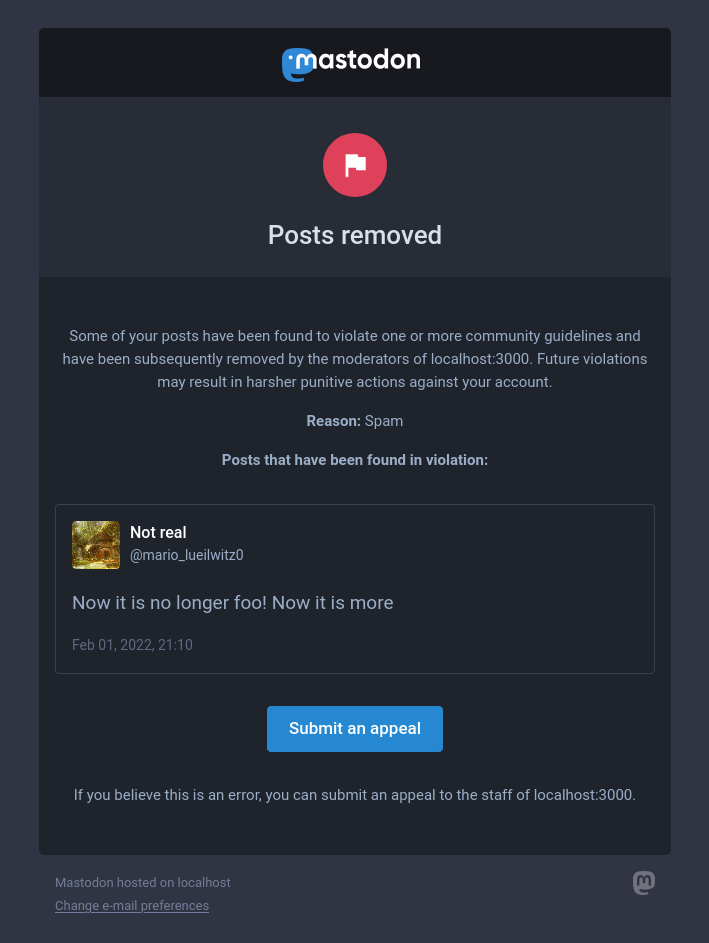 mastodon
Posts removed
Some of your posts have been found to violate one or more community guidelines and
have been subsequently removed by the moderators of localhost:3000. Future violations
may result in harsher punitive actions against your account.
Reason: Spam
Posts that have been found in violation:
Not real
@mario_lueilwitz0
Now it is no longer foo! Now it is more
Feb 01, 2022, 21:10
Submit an appeal
If you believe this is an error, you can submit an appeal to the staff of localhost:3000.
Mastodon hosted on localhost
Change e-mail preferences